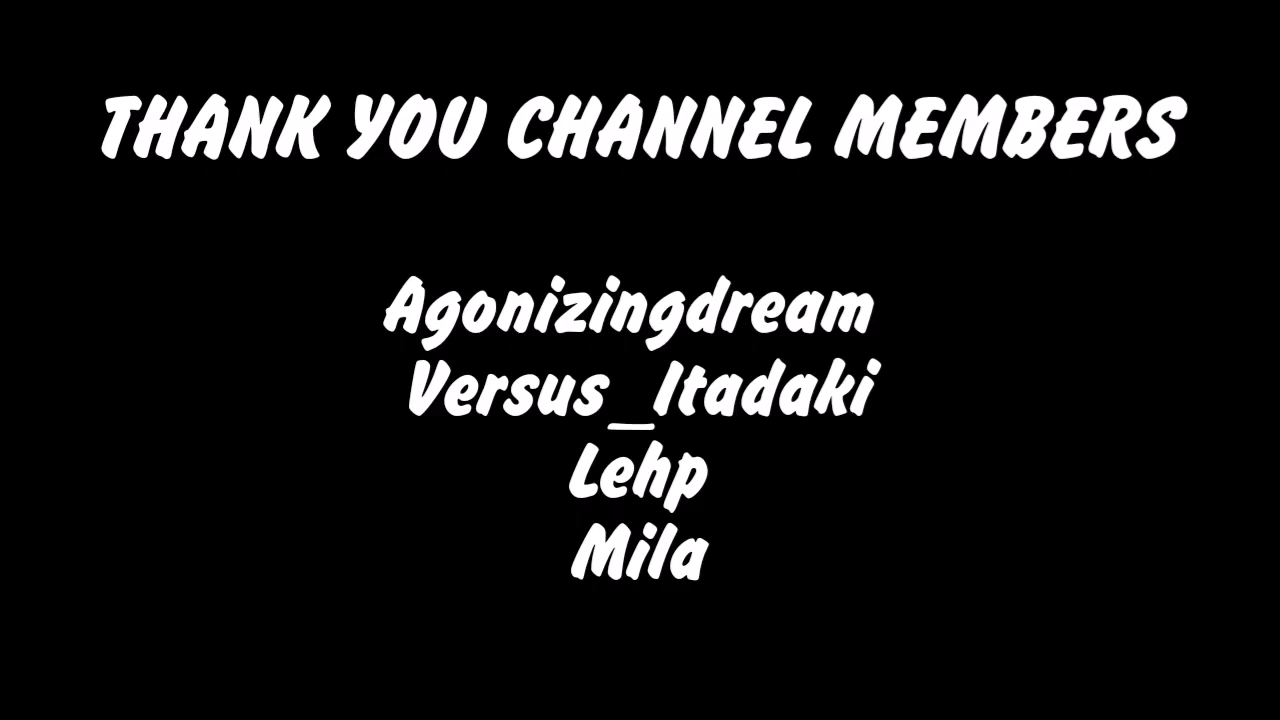 THANK YOU CHANNEL MEMBERS
Agonizingdream
Versus_Itadaki
Lehp
Mila